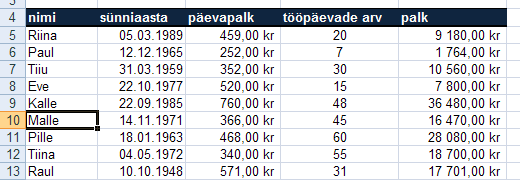 3
4 nimi sünniaasta päevapalk tööpäevade arv palk
5 Riina 05.03.1989 459,00 kr 20 9 180,00 kr
6 Paul 12.12.1965 252,00 kr 7 1 764,00 kr
7 Tiiu 31.03.1959 352,00 kr 30 10 560,00 kr
8 Eve 22.10.1977 520,00 kr 15 7 800,00 kr
9 Kalle 22.09.1985 760,00 kr 48 36 480,00 kr
10 Malle 14.11.1971 366,00 kr 45 16 470,00 kr
11 Pille 18.01.1963 468,00 kr 60 28 080,00 kr
12 Tiina 04.05.1972 340,00 kr 55 18 700,00 kr
13 Raul 10.10.1948 571,00 kr 31 17 701,00 kr